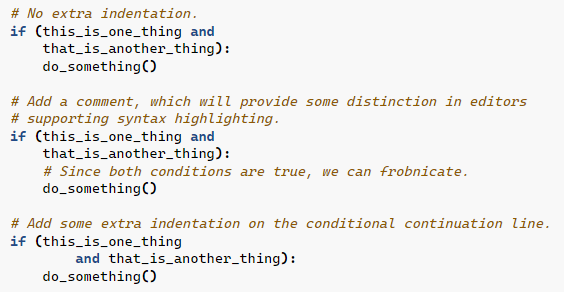 # No extra indentation.
if (this_is_one_thing and
    that_is_another_thing):
    do_something()

# Add a comment, which will provide some distinction in editors
# supporting syntax highlighting.
if (this_is_one_thing and
    that_is_another_thing):
    # Since both conditions are true, we can frobnicate.
    do_something()

# Add some extra indentation on the conditional continuation line.
if (this_is_one_thing
        and that_is_another_thing):
    do_something()